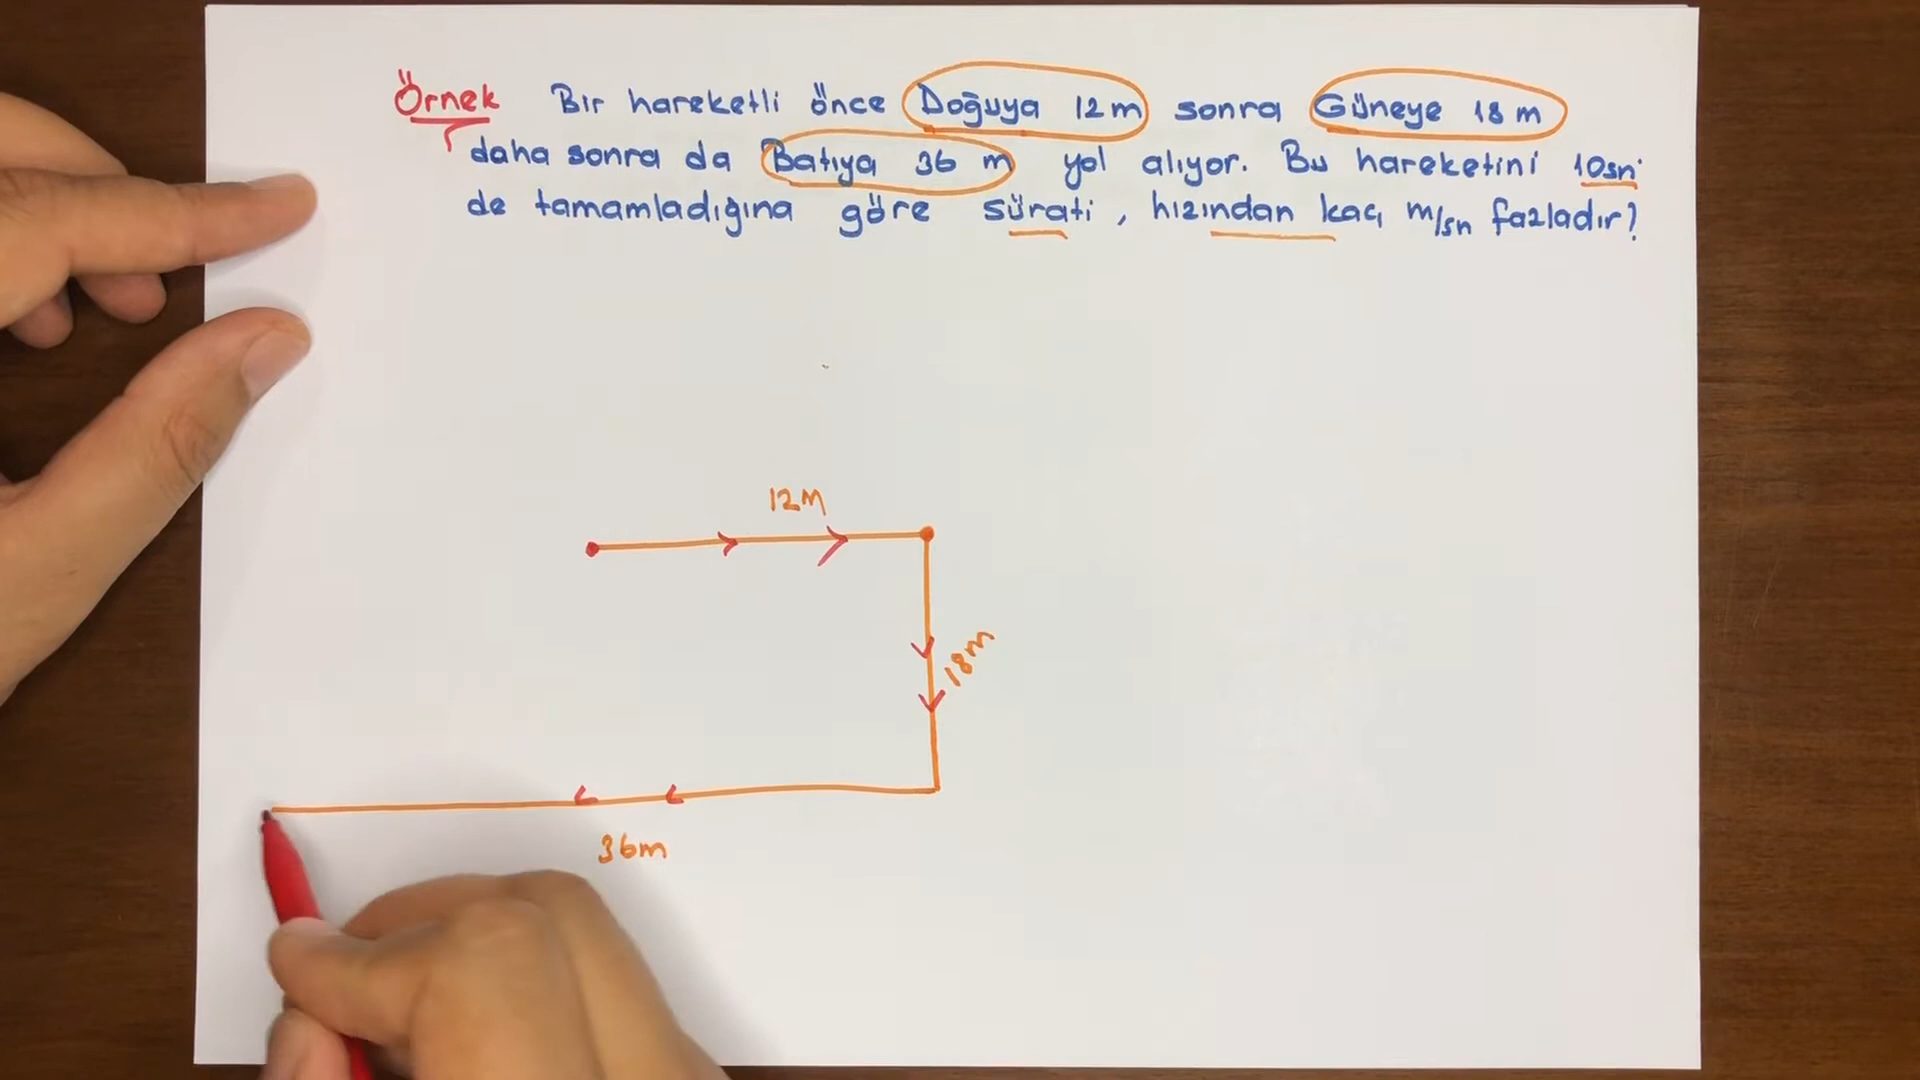 Örnek Bir hareketli önce Doğuya 12 m sonra Güneye 18 m
daha sonra da Batıya 36 m yol alıyor. Bu hareketini 10sn'
de tamamladığına göre sürati, hızından kaç m/sn fazladır?
12m
18m
36m